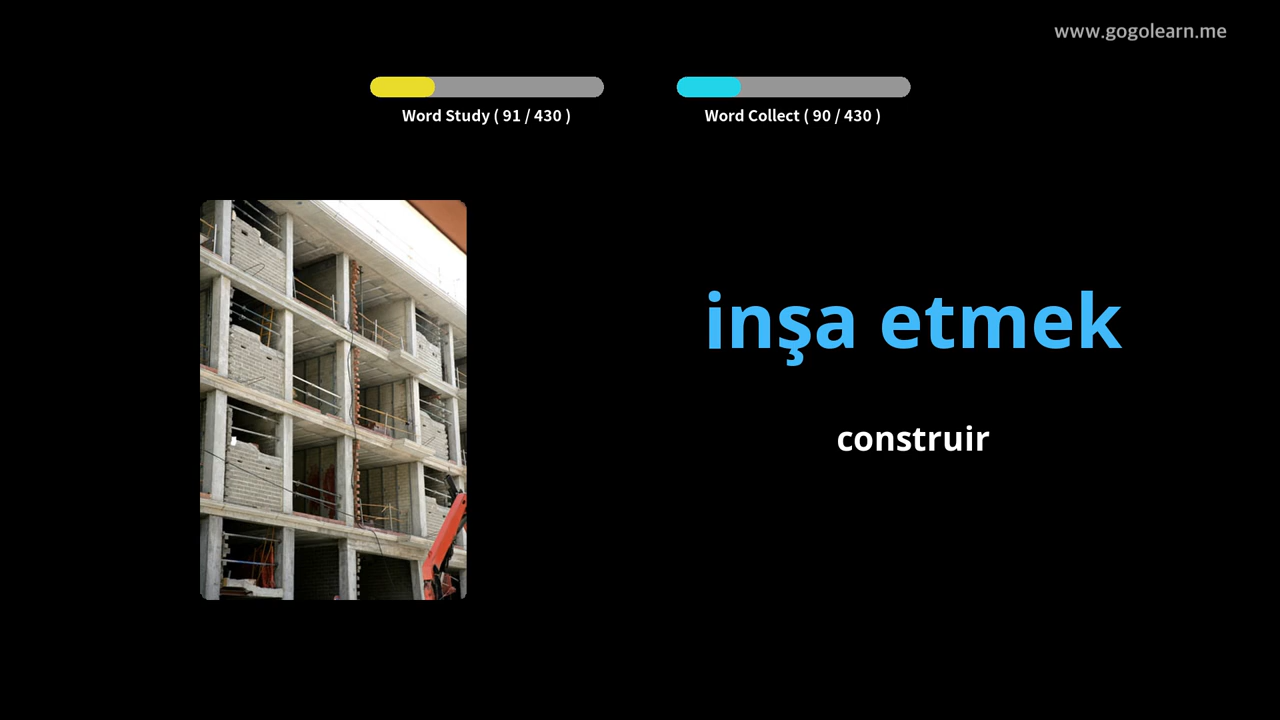 www.gogolearn.me
Word Study ( 91 / 430 )
Word Collect ( 90 / 430 )
inşa etmek
construir